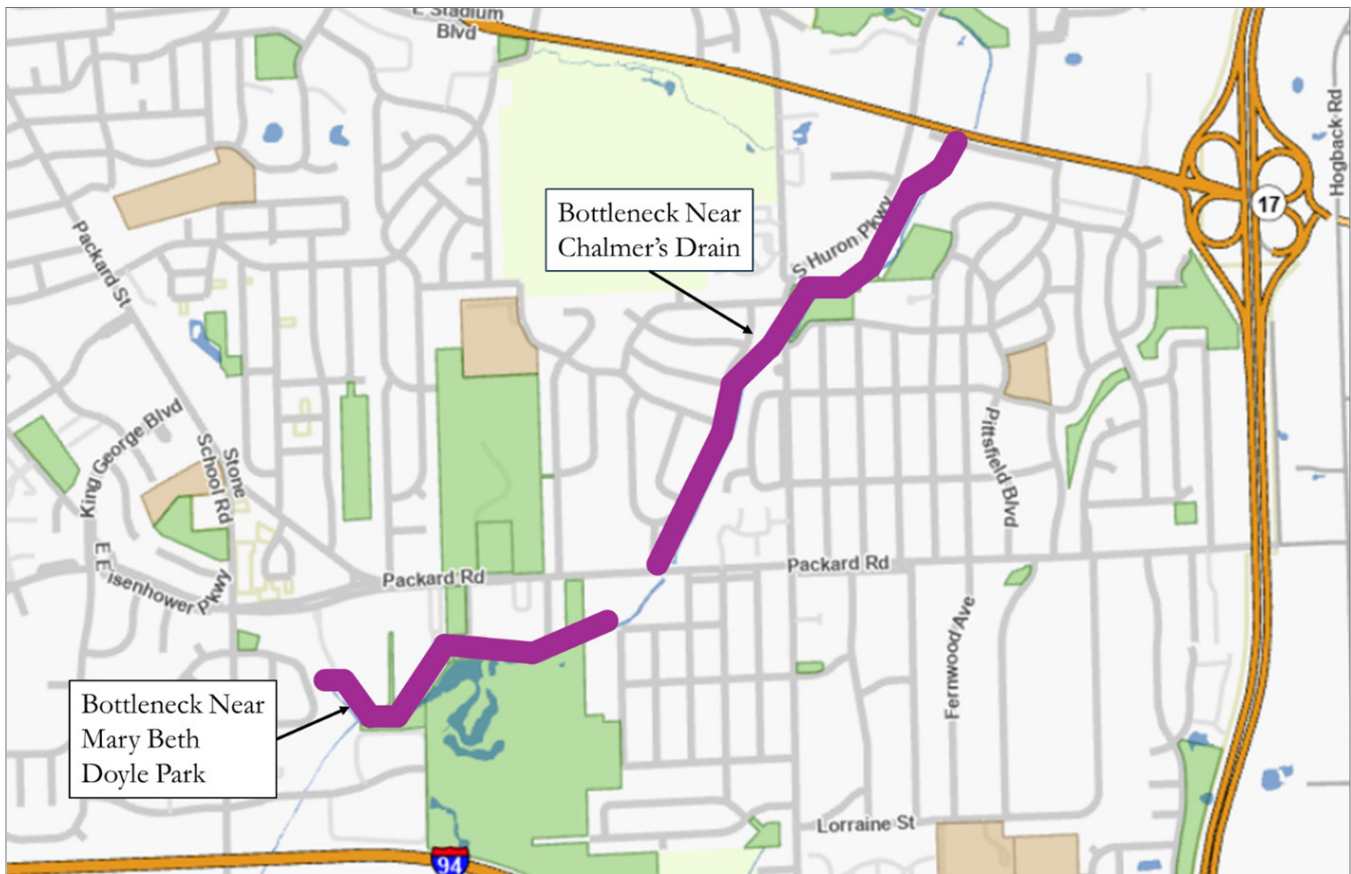 E Stadium
Blvd
Hogback Rd
17
Bottleneck Near
Chalmer's Drain
S Huron Pkwy
Packard St
King George Blvd
Stone
School Rd
Pittsfield Blvd
E Eisenhower Pkwy
Packard Rd
Packard Rd
Fernwood Ave
Bottleneck Near
Mary Beth
Doyle Park
Lorraine St
94